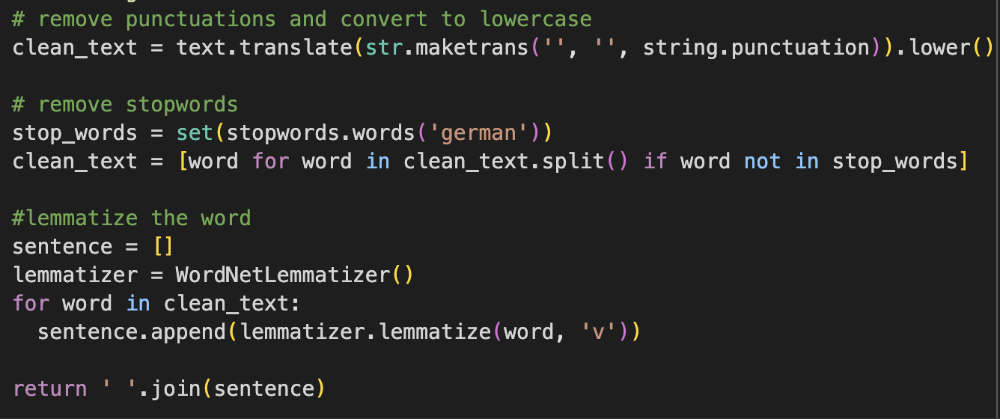 # remove punctuations and convert to lowercase
clean_text = text.translate(str.maketrans('', '', string.punctuation)).lower()
# remove stopwords
stop_words = set(stopwords.words('german'))
clean_text = [word for word in clean_text.split() if word not in stop_words]
#lemmatize the word
sentence = []
lemmatizer = WordNetLemmatizer()
for word in clean_text:
  sentence.append(lemmatizer.lemmatize(word, 'v'))
return ' '.join(sentence)